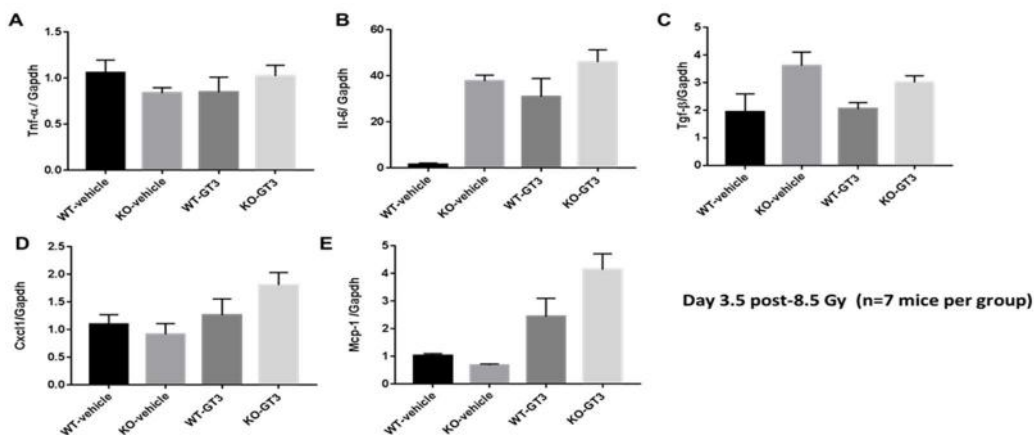 A
Tnf-α / Gapdh
1.5
1.0
0.5
0.0
WT-vehicle
KO-vehicle
WT-GT3
KO-GT3
B
Il-6/ Gapdh
60
40
20
0
WT-vehicle
KO-vehicle
WT-GT3
KO-GT3
C
Tgf-β/Gapdh
5
4
3
2
1
0
WT-vehicle
KO-vehicle
WT-GT3
KO-GT3
D
Cxcl1/Gapdh
2.5
2.0
1.5
1.0
0.5
0.0
WT-vehicle
KO-vehicle
WT-GT3
KO-GT3
E
Mcp-1 /Gapdh
5
4
3
2
1
0
WT-vehicle
KO-vehicle
WT-GT3
KO-GT3
Day 3.5 post-8.5 Gy (n=7 mice per group)